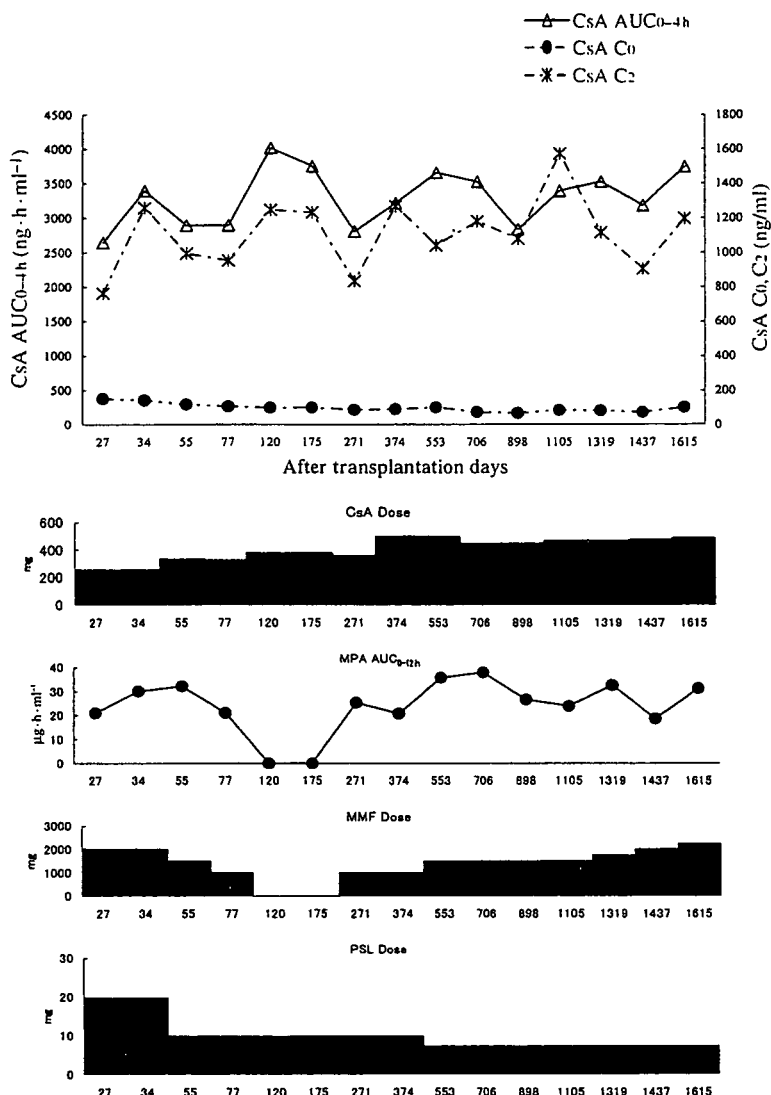 CsA AUC0-4h
CsA C0
CsA C2
CsA AUC0-4h (ng·h·ml⁻¹)
4500
4000
3500
3000
2500
2000
1500
1000
500
0
1800
1600
1400
1200
1000
800
600
400
200
0
CsA C0, C2 (ng/ml)
27 34 55 77 120 175 271 374 553 706 898 1105 1319 1437 1615
After transplantation days
CsA Dose
mg
600
400
200
0
27 34 55 77 120 175 271 374 553 706 898 1105 1319 1437 1615
MPA AUC0-12h
μg·h·ml⁻¹
40
30
20
10
0
27 34 55 77 120 175 271 374 553 706 898 1105 1319 1437 1615
MMF Dose
mg
3000
2000
1000
0
27 34 55 77 120 175 271 374 553 706 898 1105 1319 1437 1615
PSL Dose
mg
30
20
10
0
27 34 55 77 120 175 271 374 553 706 898 1105 1319 1437 1615